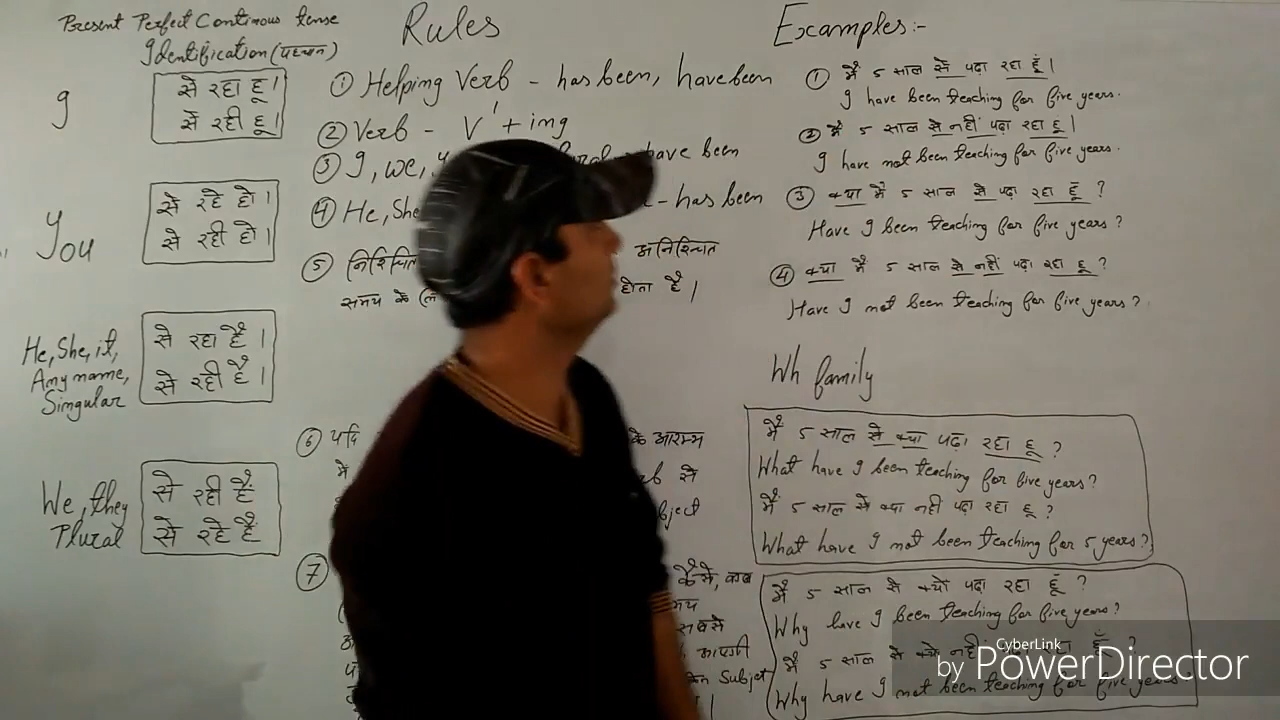 Present Perfect Continous tense
Identification (पहचान)
I
से रहा हू।
से रही हू।
You
से रहे हो।
से रही हो।
He, She, it,
Any name,
Singular
से रहा है।
से रही है।
We, they
Plural
से रही हैं
से रहे हैं
Rules
① Helping Verb - has been, have been
② Verb - V¹ + ing
③ I, we, have been
④ He, She - has been
⑤ निश्चित अनिश्चित
समय के होता है।
⑥ यदि के आरम्भ
मे से
⑦
Subject
Examples:-
① मैं 5 साल से पढा रहा हूँ।
I have been teaching for five years.
② मैं 5 साल से नहीं पढा रहा हू।
I have not been teaching for five years.
③ क्या मैं 5 साल से पढा रहा हूँ ?
Have I been teaching for five years ?
④ क्या मैं 5 साल से नहीं पढा रहा हू ?
Have I not been teaching for five years ?
Wh family
मैं 5 साल से क्या पढा रहा हू ?
What have I been teaching for five years ?
मैं 5 साल से क्या नही पढा रहा हू ?
What have I not been teaching for 5 years ?
मैं 5 साल से क्यो पढा रहा हूँ ?
Why have I been teaching for five years ?
मैं 5 साल से क्यो नहीं पढा रहा हूँ ?
Why have I not been teaching for five years
CyberLink
by PowerDirector